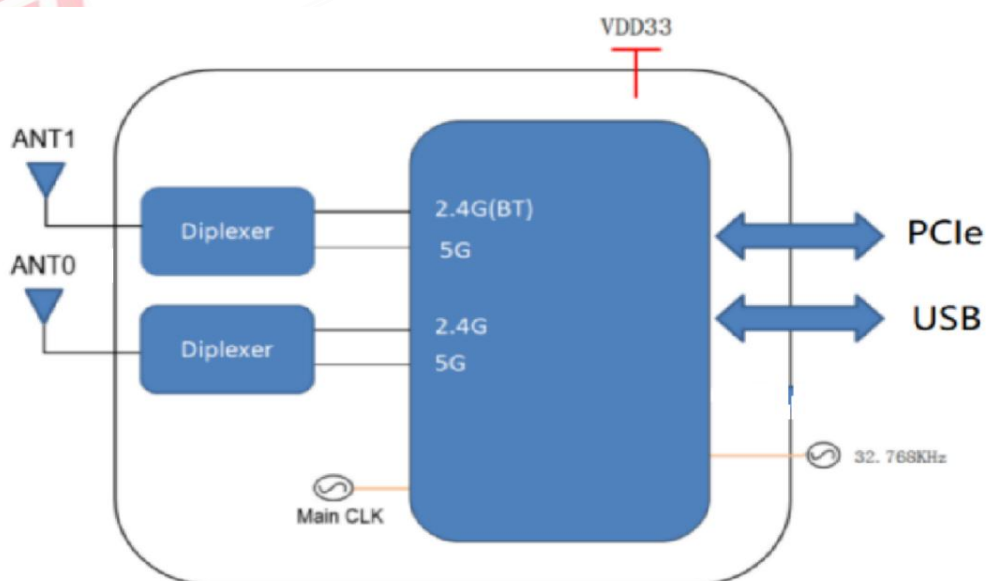 VDD33
ANT1
Diplexer
2.4G(BT)
5G
PCIe
ANT0
Diplexer
2.4G
5G
USB
32.768KHz
Main CLK